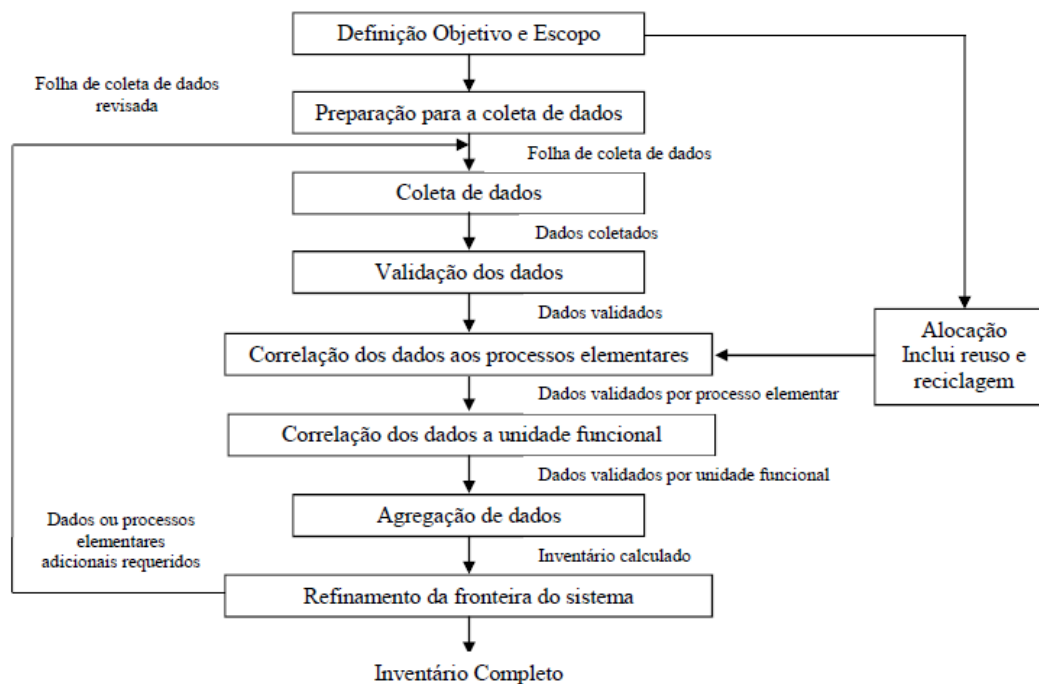 Definição Objetivo e Escopo
Folha de coleta de dados
revisada
Preparação para a coleta de dados
Folha de coleta de dados
Coleta de dados
Dados coletados
Validação dos dados
Dados validados
Alocação
Inclui reuso e
reciclagem
Correlação dos dados aos processos elementares
Dados validados por processo elementar
Correlação dos dados a unidade funcional
Dados validados por unidade funcional
Agregação de dados
Dados ou processos
elementares
adicionais requeridos
Inventário calculado
Refinamento da fronteira do sistema
Inventário Completo